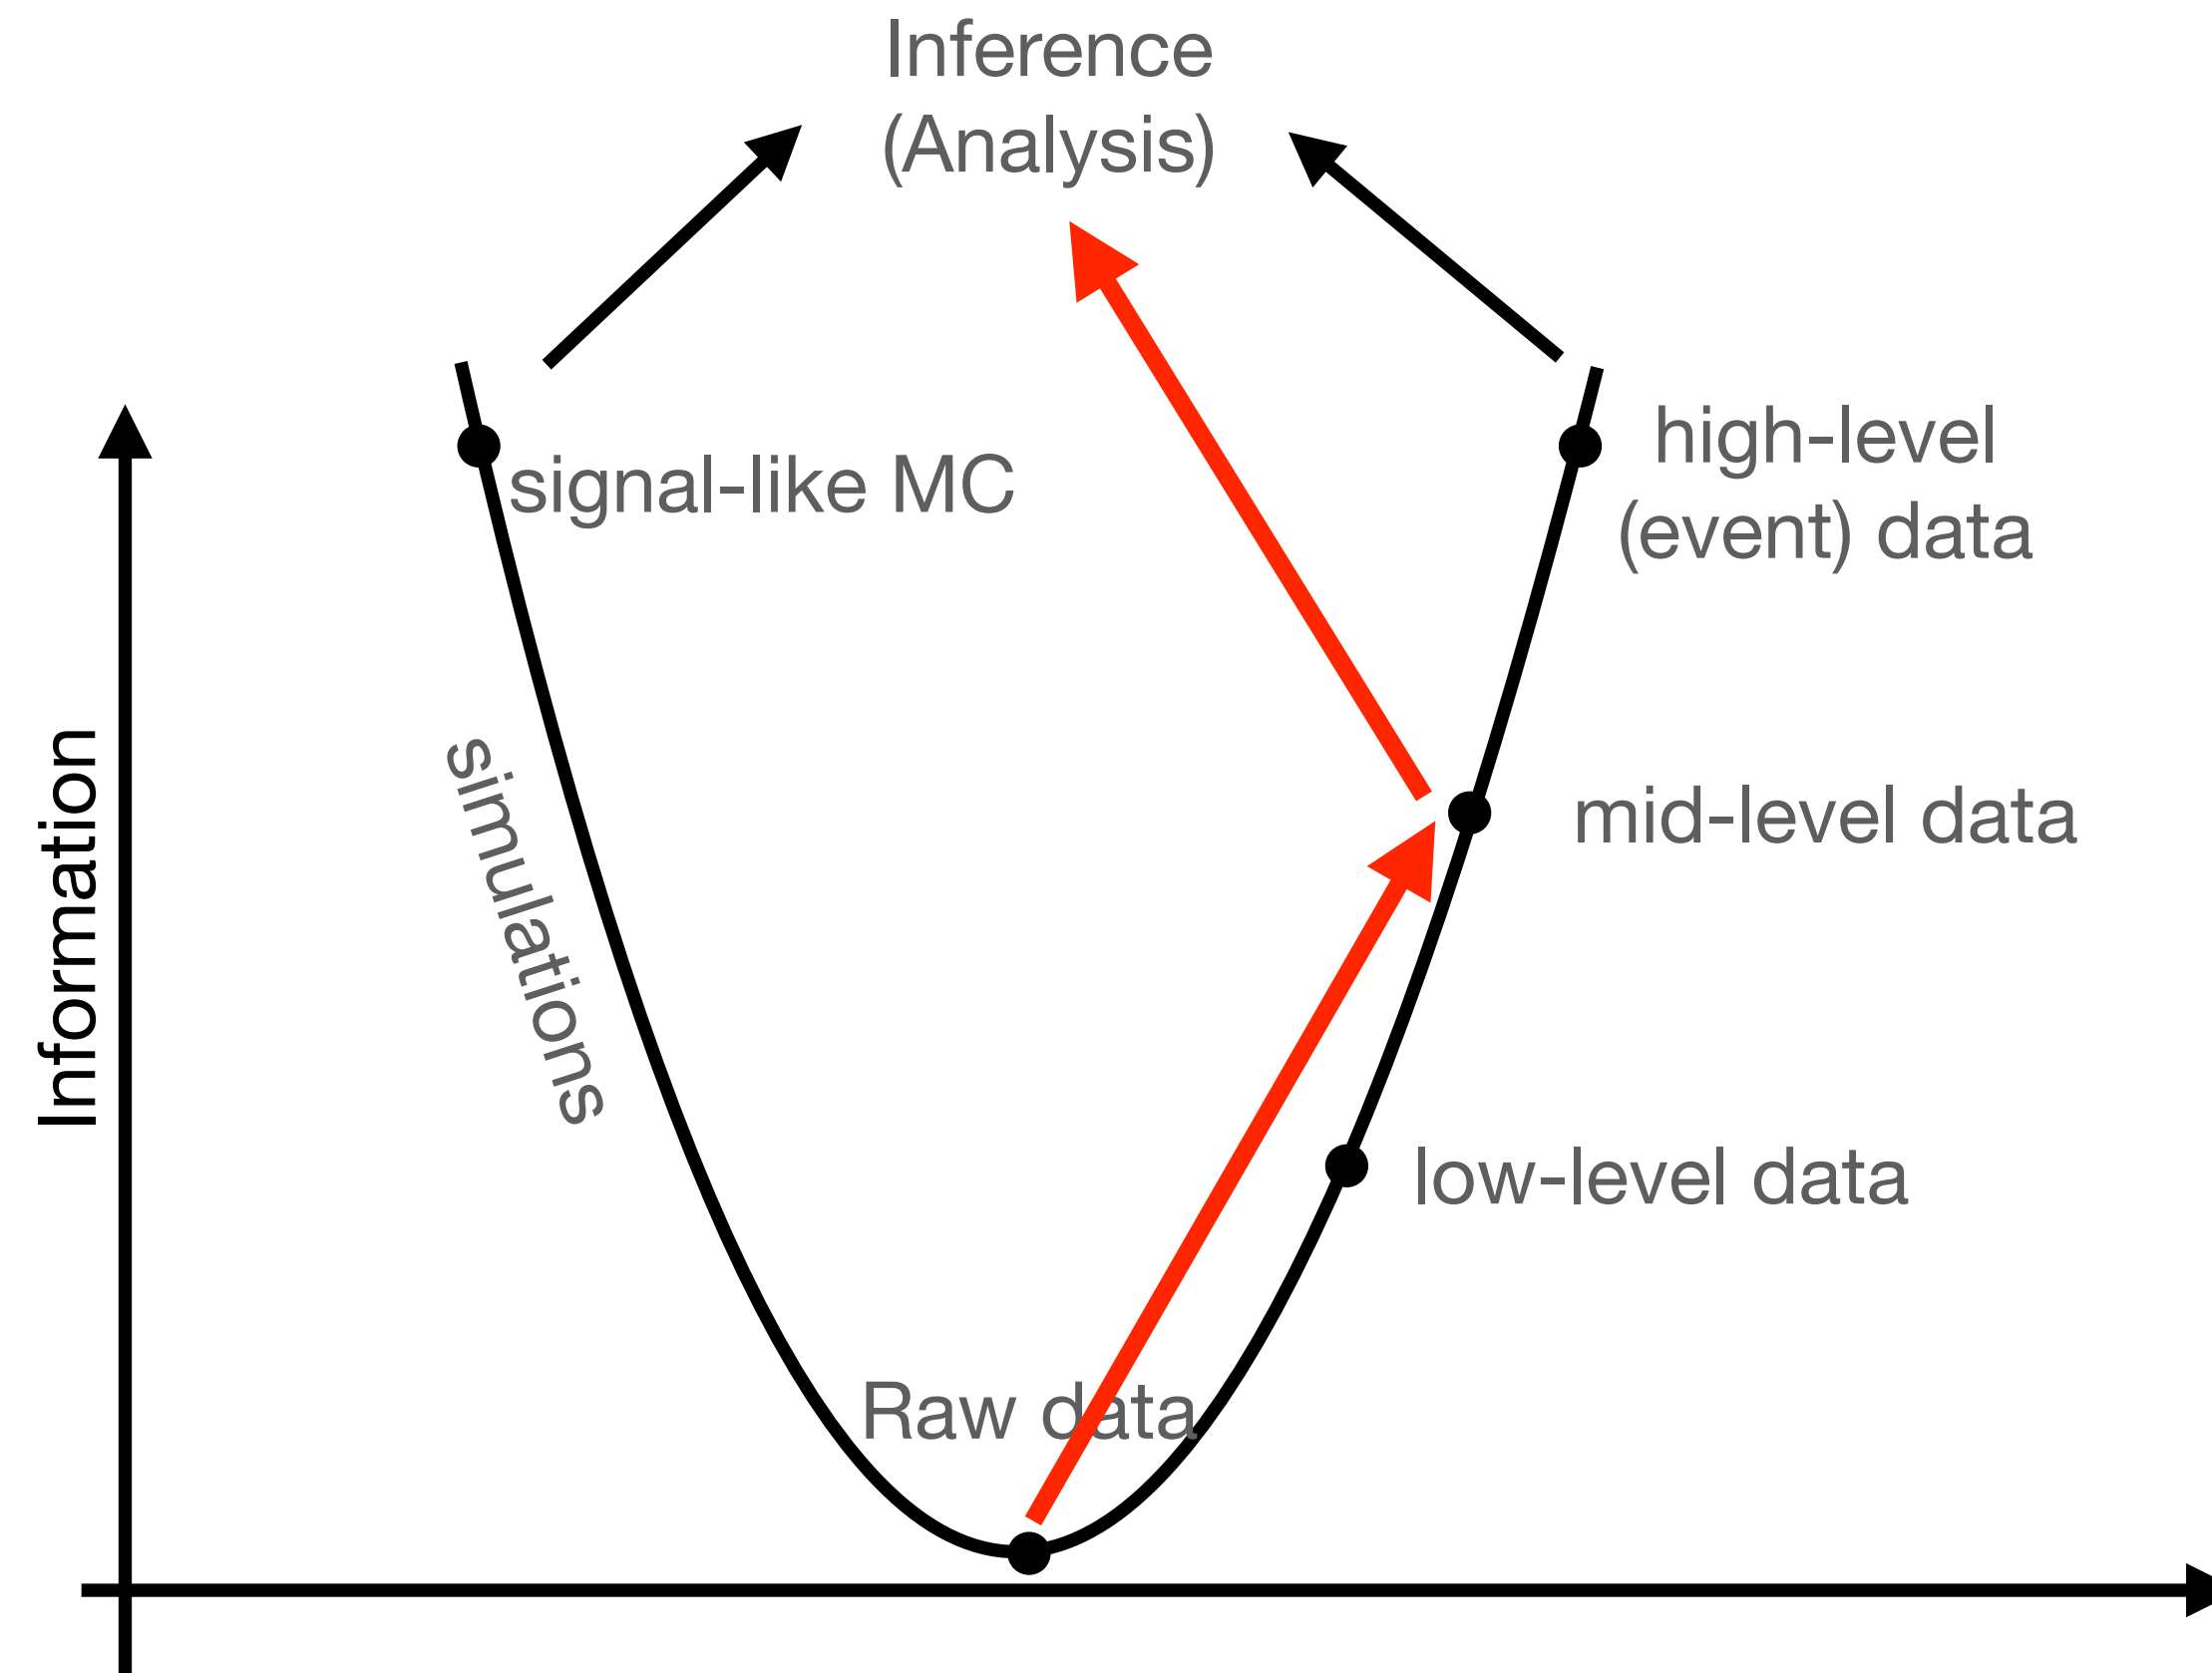 Inference
(Analysis)
signal-like MC
high-level
(event) data
Information
simulations
mid-level data
low-level data
Raw data